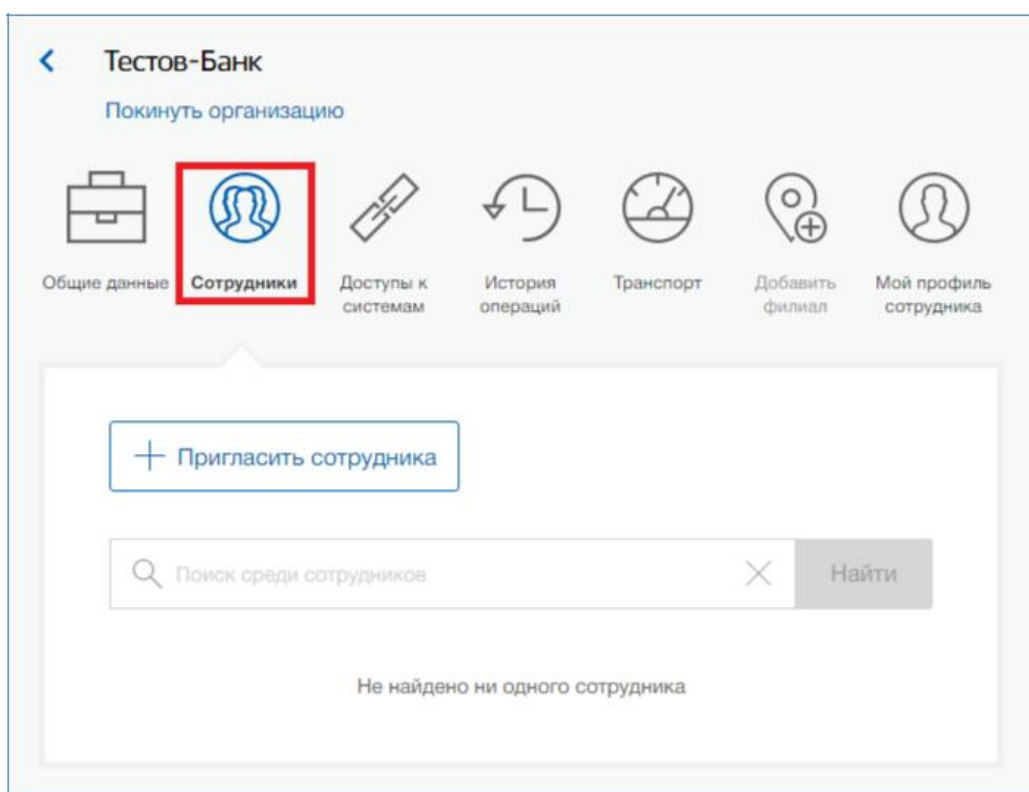 Тестов-Банк
Покинуть организацию
Общие данные
Сотрудники
Доступы к
системам
История
операций
Транспорт
Добавить
филиал
Мой профиль
сотрудника
Пригласить сотрудника
Поиск среди сотрудников
Найти
Не найдено ни одного сотрудника